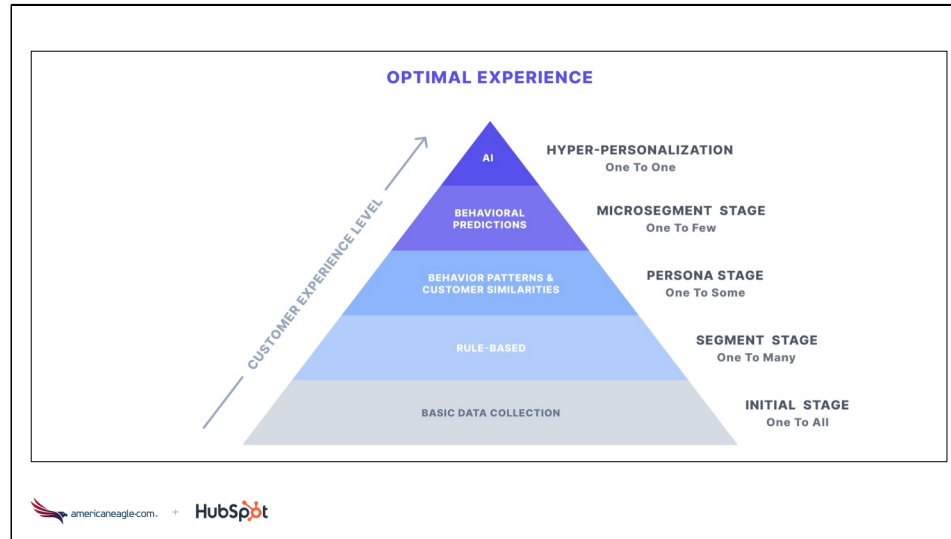 OPTIMAL EXPERIENCE
CUSTOMER EXPERIENCE LEVEL
AI
HYPER-PERSONALIZATION
One To One
BEHAVIORAL
PREDICTIONS
MICROSEGMENT STAGE
One To Few
BEHAVIOR PATTERNS &
CUSTOMER SIMILARITIES
PERSONA STAGE
One To Some
RULE-BASED
SEGMENT STAGE
One To Many
BASIC DATA COLLECTION
INITIAL STAGE
One To All
americaneagle.com. + HubSpot